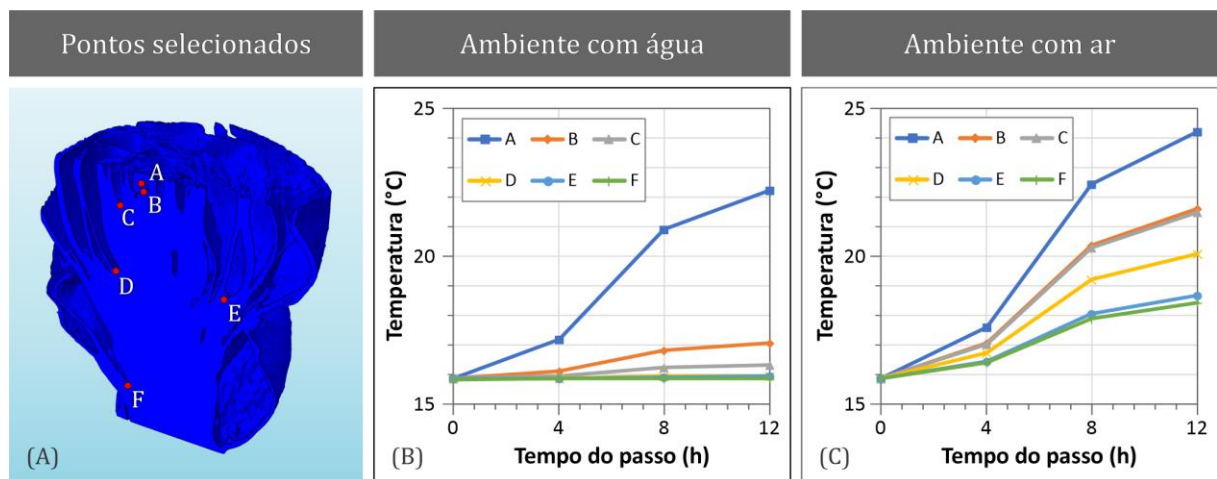 Pontos selecionados
Ambiente com água
Ambiente com ar
A
B
C
D
E
F
(A)
25
20
15
0
4
8
12
A
B
C
D
E
F
Temperatura (°C)
Tempo do passo (h)
(B)
25
20
15
0
4
8
12
A
B
C
D
E
F
Temperatura (°C)
Tempo do passo (h)
(C)